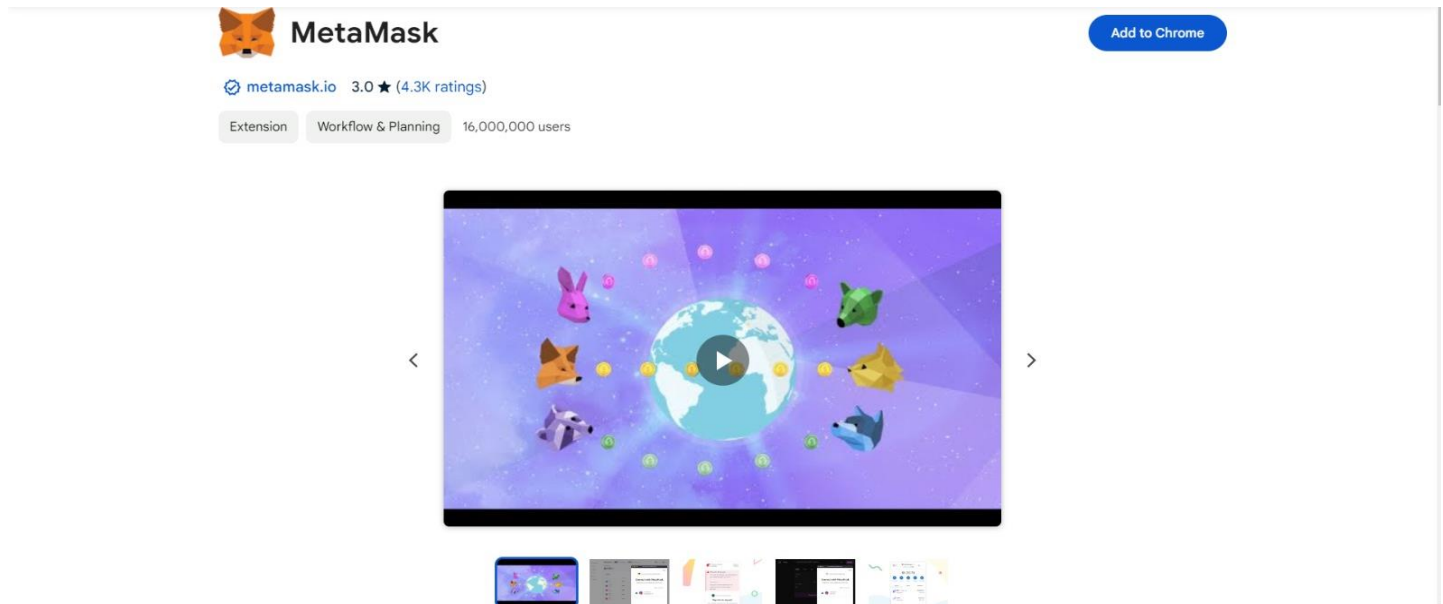 MetaMask
Add to Chrome
metamask.io 3.0 ★ (4.3K ratings)
Extension Workflow & Planning 16,000,000 users